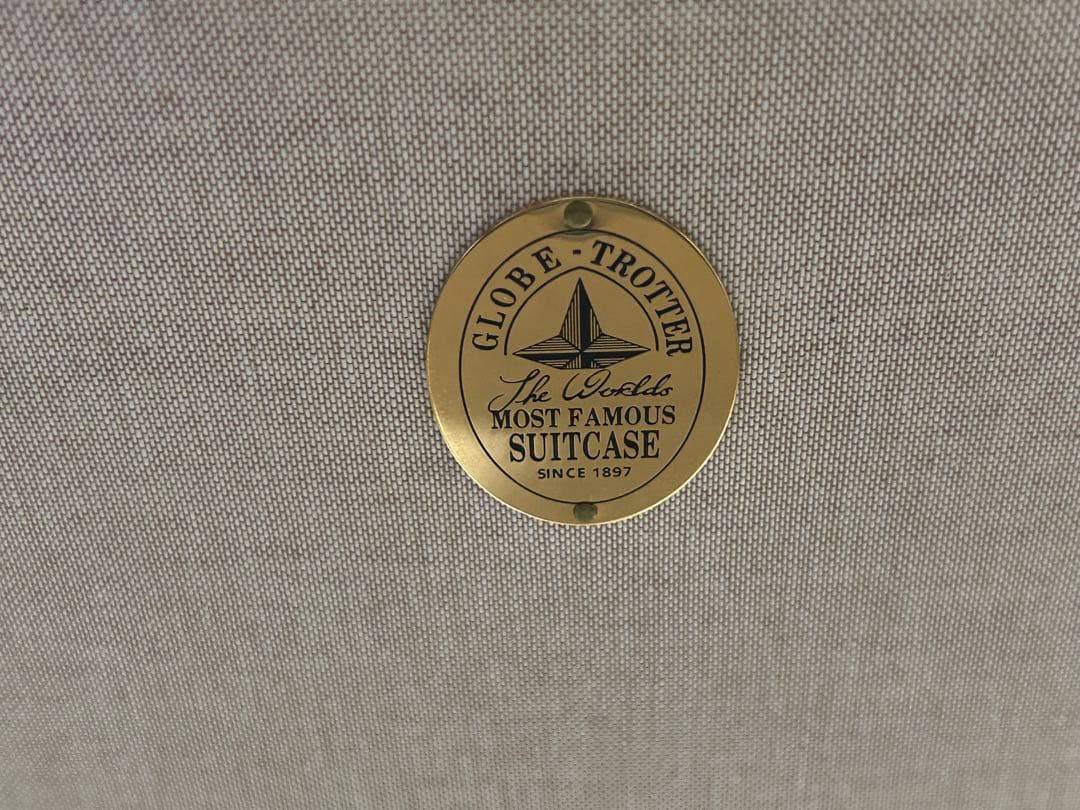 GLOBE-TROTTER
The Worlds
MOST FAMOUS
SUITCASE
SINCE 1897